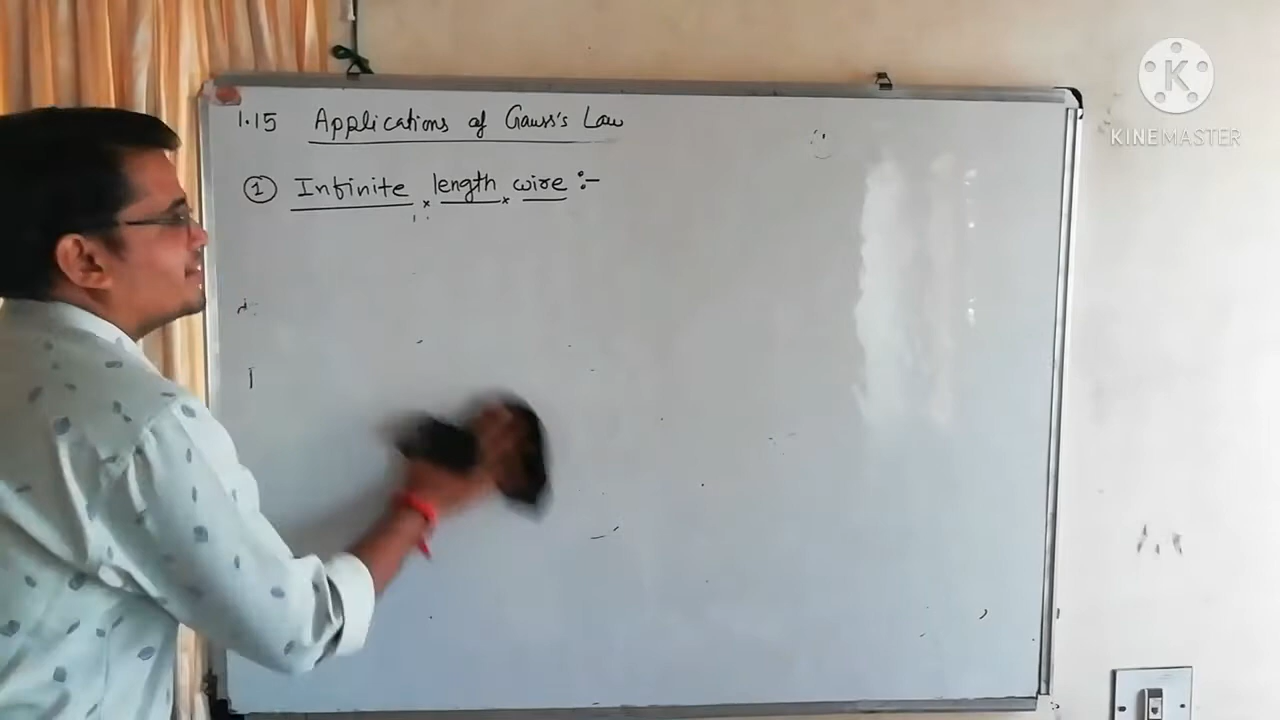 1.15 Applications of Gauss's Law
① Infinite length wire :-
K
KINEMASTER